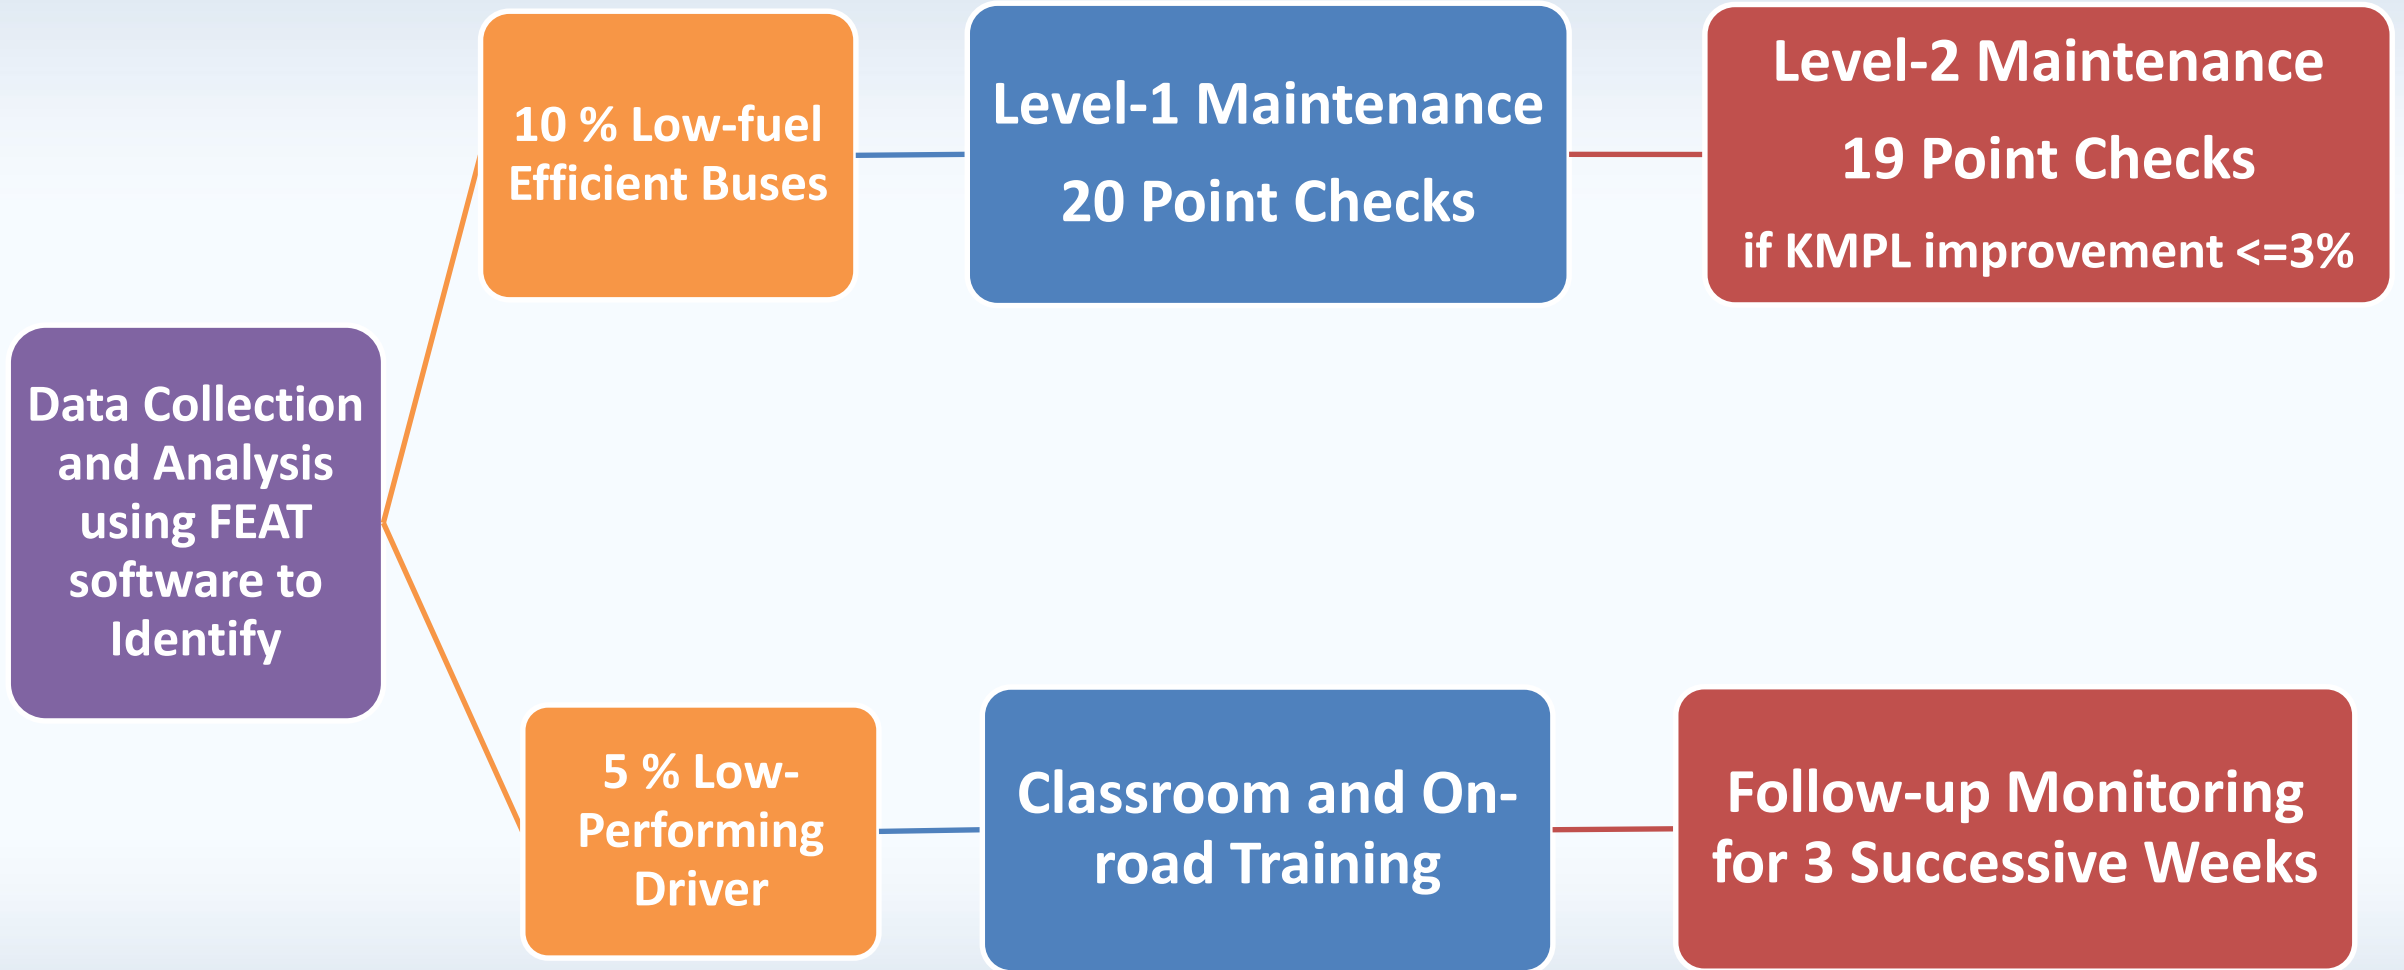 Data Collection
and Analysis
using FEAT
software to
Identify
10 % Low-fuel
Efficient Buses
Level-1 Maintenance
20 Point Checks
Level-2 Maintenance
19 Point Checks
if KMPL improvement <=3%
5 % Low-
Performing
Driver
Classroom and On-
road Training
Follow-up Monitoring
for 3 Successive Weeks